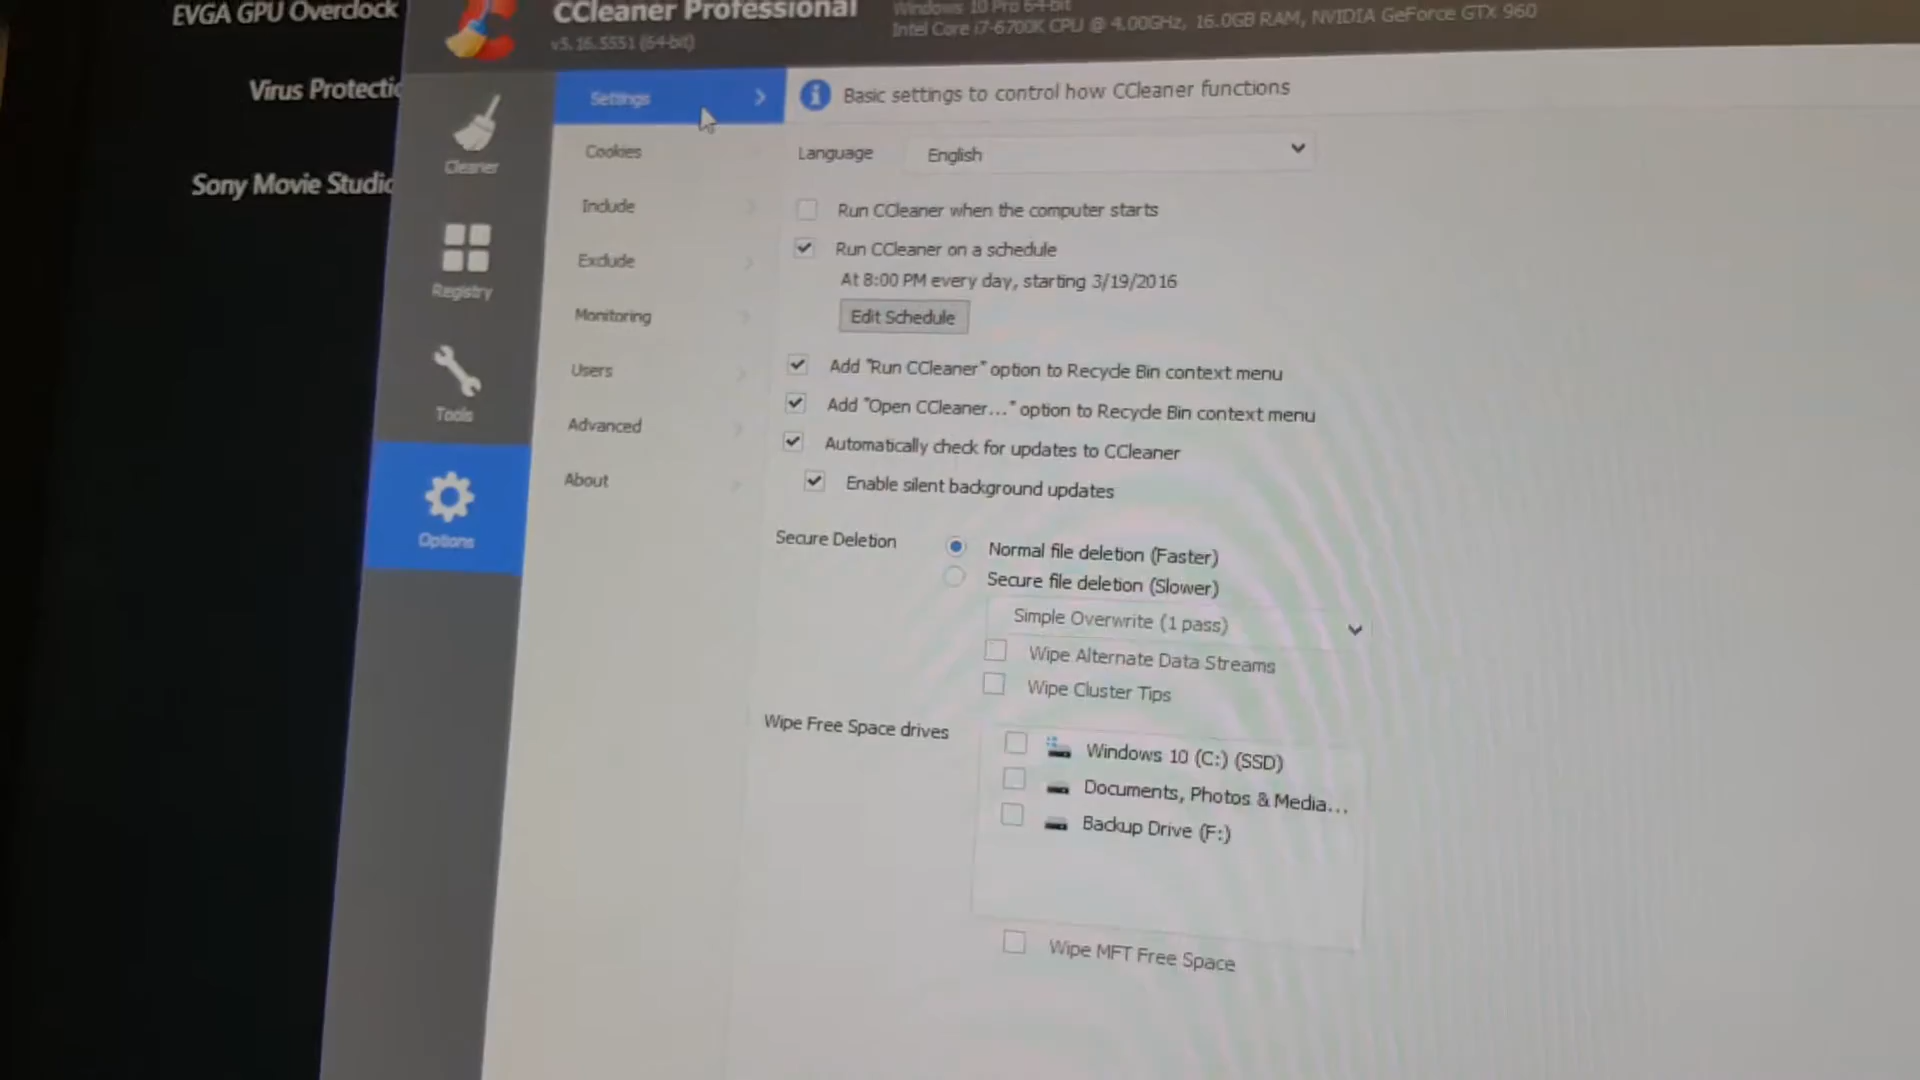 EVGA GPU Overclock
Virus Protectio
Sony Movie Studio
CCleaner Professional
v5.16.5551 (64-bit)
Windows 10 Pro 64-bit
Intel Core i7-6700K CPU @ 4.00GHz, 16.0GB RAM, NVIDIA GeForce GTX 960
Cleaner
Registry
Tools
Options
Settings
Cookies
Include
Exclude
Monitoring
Users
Advanced
About
Basic settings to control how CCleaner functions
Language English
Run CCleaner when the computer starts
Run CCleaner on a schedule
At 8:00 PM every day, starting 3/19/2016
Edit Schedule
Add "Run CCleaner" option to Recycle Bin context menu
Add "Open CCleaner..." option to Recycle Bin context menu
Automatically check for updates to CCleaner
Enable silent background updates
Secure Deletion Normal file deletion (Faster)
Secure file deletion (Slower)
Simple Overwrite (1 pass)
Wipe Alternate Data Streams
Wipe Cluster Tips
Wipe Free Space drives
Windows 10 (C:) (SSD)
Documents, Photos & Media...
Backup Drive (F:)
Wipe MFT Free Space